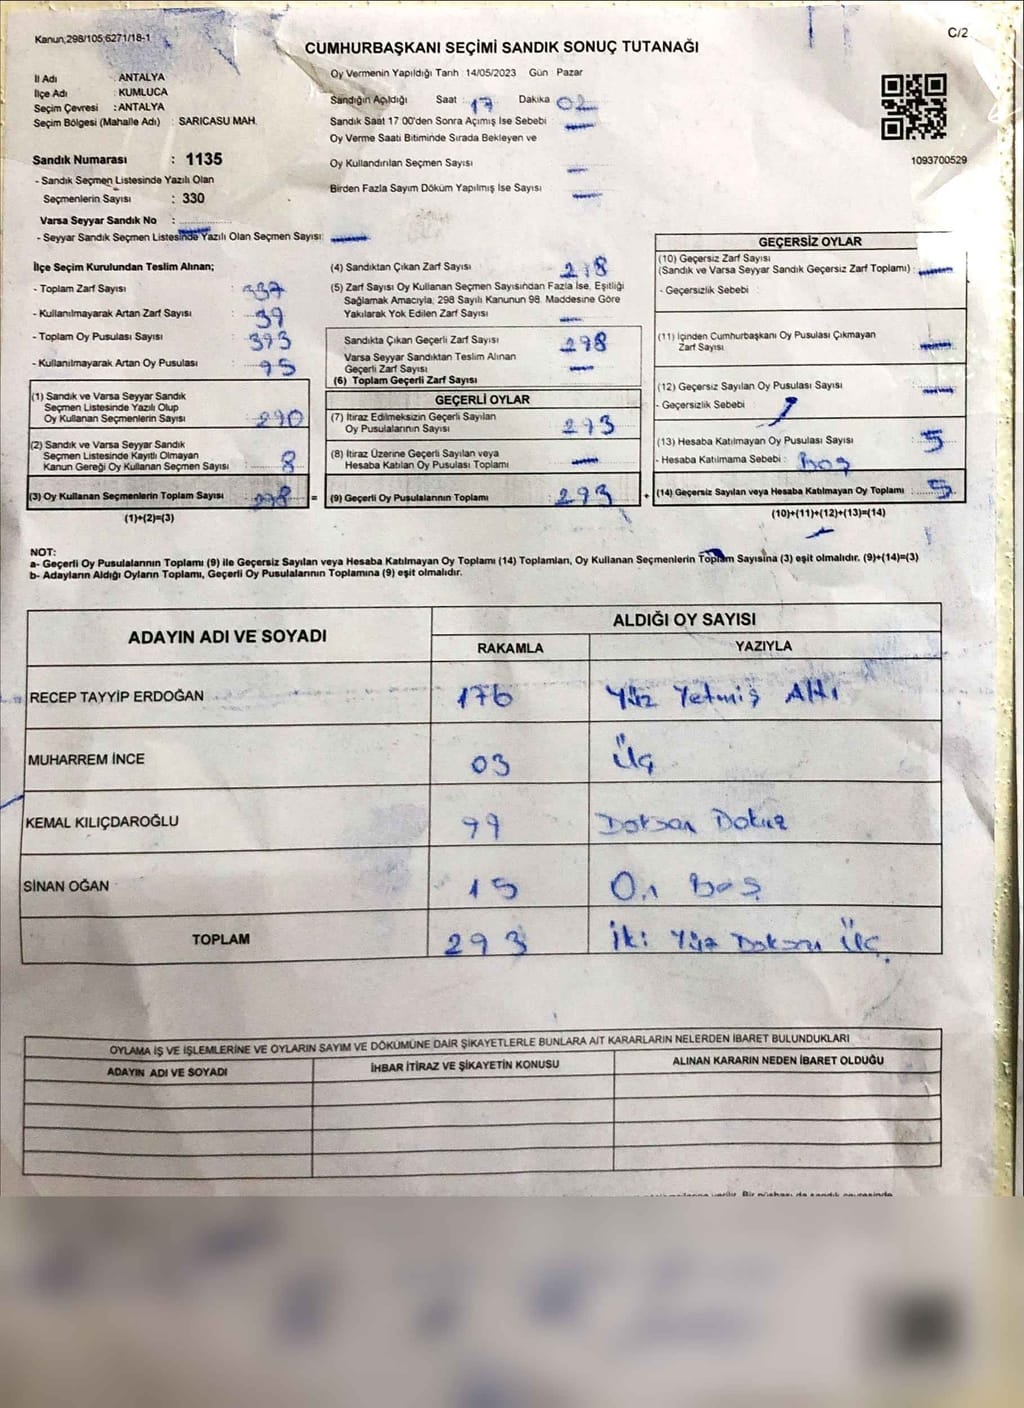 Kanun,298/105,6271/18-1
C/2
CUMHURBAŞKANI SEÇİMİ SANDIK SONUÇ TUTANAĞI
İl Adı : ANTALYA
İlçe Adı : KUMLUCA
Seçim Çevresi : ANTALYA
Seçim Bölgesi (Mahalle Adı) : SARICASU MAH.
Sandık Numarası : 1135
- Sandık Seçmen Listesinde Yazılı Olan
Seçmenlerin Sayısı : 330
Varsa Seyyar Sandık No :
- Seyyar Sandık Seçmen Listesinde Yazılı Olan Seçmen Sayısı:
Oy Vermenin Yapıldığı Tarih 14/05/2023 Gün Pazar
Sandığın Açıldığı Saat : 17 Dakika 02
Sandık Saat 17 00'den Sonra Açımış İse Sebebi :
Oy Verme Saati Bitiminde Sırada Bekleyen ve
Oy Kullandırılan Seçmen Sayısı
Birden Fazla Sayım Döküm Yapılmış İse Sayısı :
1093700529
İlçe Seçim Kurulundan Teslim Alınan;
- Toplam Zarf Sayısı : 337
- Kullanılmayarak Artan Zarf Sayısı : 39
- Toplam Oy Pusulası Sayısı : 393
- Kullanılmayarak Artan Oy Pusulası : 95
(1) Sandık ve Varsa Seyyar Sandık
Seçmen Listesinde Yazılı Olup
Oy Kullanan Seçmenlerin Sayısı 290
(2) Sandık ve Varsa Seyyar Sandık
Seçmen Listesinde Kayıtlı Olmayan
Kanun Gereği Oy Kullanan Seçmen Sayısı 8
(3) Oy Kullanan Seçmenlerin Toplam Sayısı 298 =
(1)+(2)=(3)
(4) Sandıktan Çıkan Zarf Sayısı 298
(5) Zarf Sayısı Oy Kullanan Seçmen Sayısından Fazla İse, Eşitliği
Sağlamak Amacıyla, 298 Sayılı Kanunun 98. Maddesine Göre
Yakılarak Yok Edilen Zarf Sayısı
Sandıkta Çıkan Geçerli Zarf Sayısı 298
Varsa Seyyar Sandıktan Teslim Alınan
Geçerli Zarf Sayısı
(6) Toplam Geçerli Zarf Sayısı
GEÇERLİ OYLAR
(7) İtiraz Edilmeksizin Geçerli Sayılan
Oy Pusulalarının Sayısı 293
(8) İtiraz Üzerine Geçerli Sayılan veya
Hesaba Katılan Oy Pusulası Toplamı
(9) Geçerli Oy Pusulalarının Toplamı 293 +
GEÇERSİZ OYLAR
(10) Geçersiz Zarf Sayısı
(Sandık ve Varsa Seyyar Sandık Geçersiz Zarf Toplamı) :
- Geçersizlik Sebebi :
(11) İçinden Cumhurbaşkanı Oy Pusulası Çıkmayan
Zarf Sayısı
(12) Geçersiz Sayılan Oy Pusulası Sayısı
- Geçersizlik Sebebi
(13) Hesaba Katılmayan Oy Pusulası Sayısı 5
- Hesaba Katılmama Sebebi : Boş
(14) Geçersiz Sayılan veya Hesaba Katılmayan Oy Toplamı 5
(10)+(11)+(12)+(13)=(14)
NOT:
a- Geçerli Oy Pusulalarının Toplamı (9) ile Geçersiz Sayılan veya Hesaba Katılmayan Oy Toplamı (14) Toplamları, Oy Kullanan Seçmenlerin Toplam Sayısına (3) eşit olmalıdır. (9)+(14)=(3)
b- Adayların Aldığı Oyların Toplamı, Geçerli Oy Pusulalarının Toplamına (9) eşit olmalıdır.
ADAYIN ADI VE SOYADI
ALDIĞI OY SAYISI
RAKAMLA YAZIYLA
RECEP TAYYİP ERDOĞAN 176 Yüz Yetmiş Altı
MUHARREM İNCE 03 Üç
KEMAL KILIÇDAROĞLU 99 Doksan Dokuz
SİNAN OĞAN 15 On Beş
TOPLAM 293 İki Yüz Doksan Üç
OYLAMA İŞ VE İŞLEMLERİNE VE OYLARIN SAYIM VE DÖKÜMÜNE DAİR ŞİKAYETLERLE BUNLARA AİT KARARLARIN NELERDEN İBARET BULUNDUKLARI
ADAYIN ADI VE SOYADI İHBAR İTİRAZ VE ŞİKAYETİN KONUSU ALINAN KARARIN NEDEN İBARET OLDUĞU